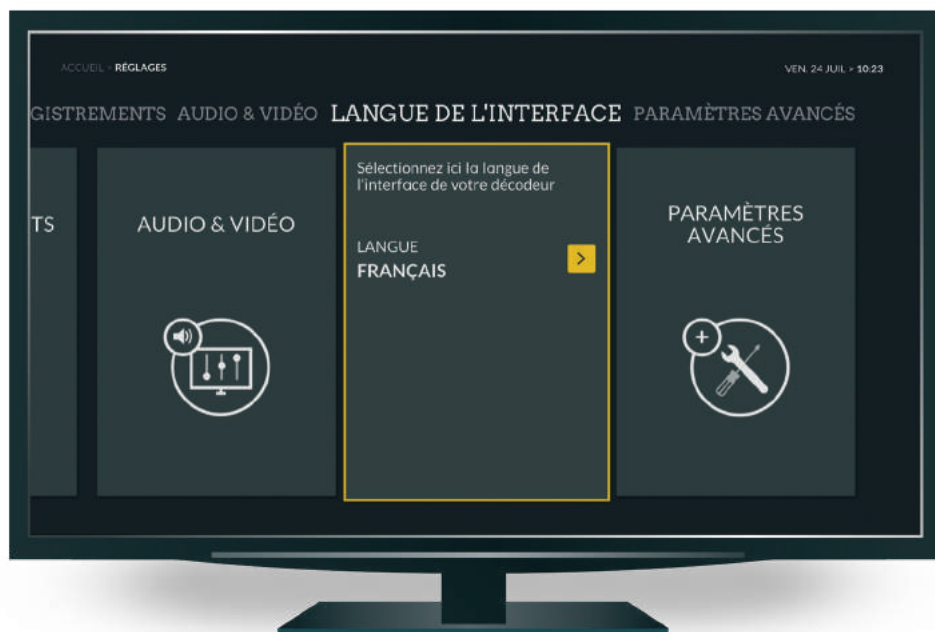 ACCUEIL > RÉGLAGES
VEN. 24 JUIL > 10:23
GISTREMENTS AUDIO & VIDÉO LANGUE DE L'INTERFACE PARAMÈTRES AVANCÉS
TS
AUDIO & VIDÉO
Sélectionnez ici la langue de
l'interface de votre décodeur
LANGUE
FRANÇAIS
PARAMÈTRES
AVANCÉS